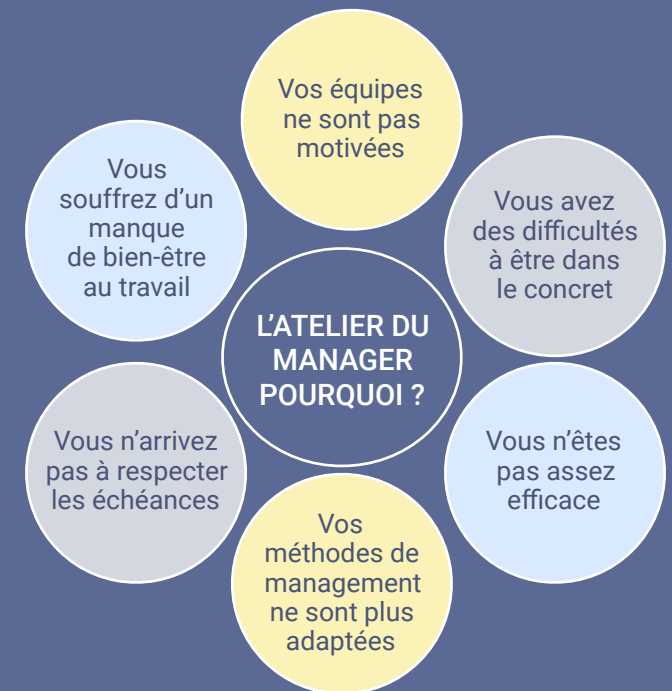 Vos équipes
ne sont pas
motivées
Vous
souffrez d'un
manque
de bien-être
au travail
Vous avez
des difficultés
à être dans
le concret
L'ATELIER DU
MANAGER
POURQUOI ?
Vous n'arrivez
pas à respecter
les échéances
Vous n'êtes
pas assez
efficace
Vos
méthodes de
management
ne sont plus
adaptées